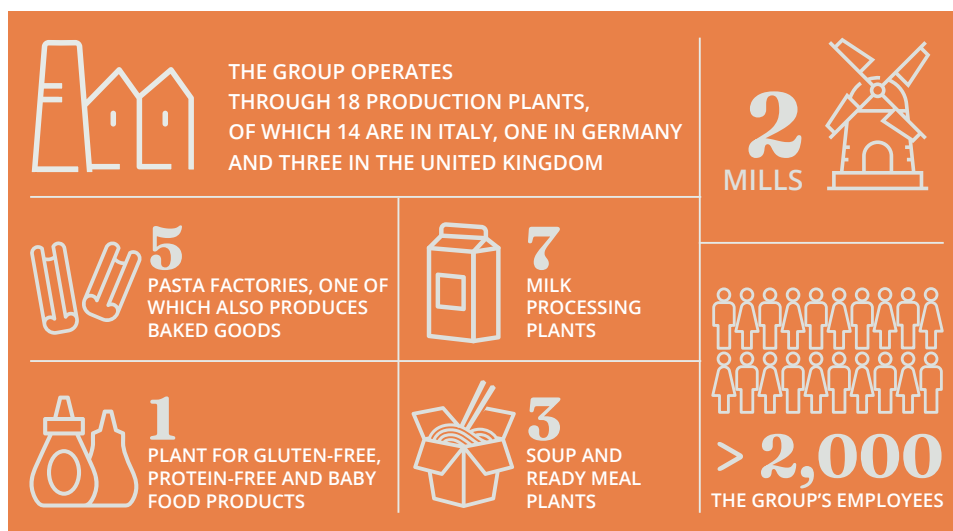 THE GROUP OPERATES
THROUGH 18 PRODUCTION PLANTS,
OF WHICH 14 ARE IN ITALY, ONE IN GERMANY
AND THREE IN THE UNITED KINGDOM
2
MILLS
5
PASTA FACTORIES, ONE OF
WHICH ALSO PRODUCES
BAKED GOODS
7
MILK
PROCESSING
PLANTS
1
PLANT FOR GLUTEN-FREE,
PROTEIN-FREE AND BABY
FOOD PRODUCTS
3
SOUP AND
READY MEAL
PLANTS
> 2,000
THE GROUP'S EMPLOYEES